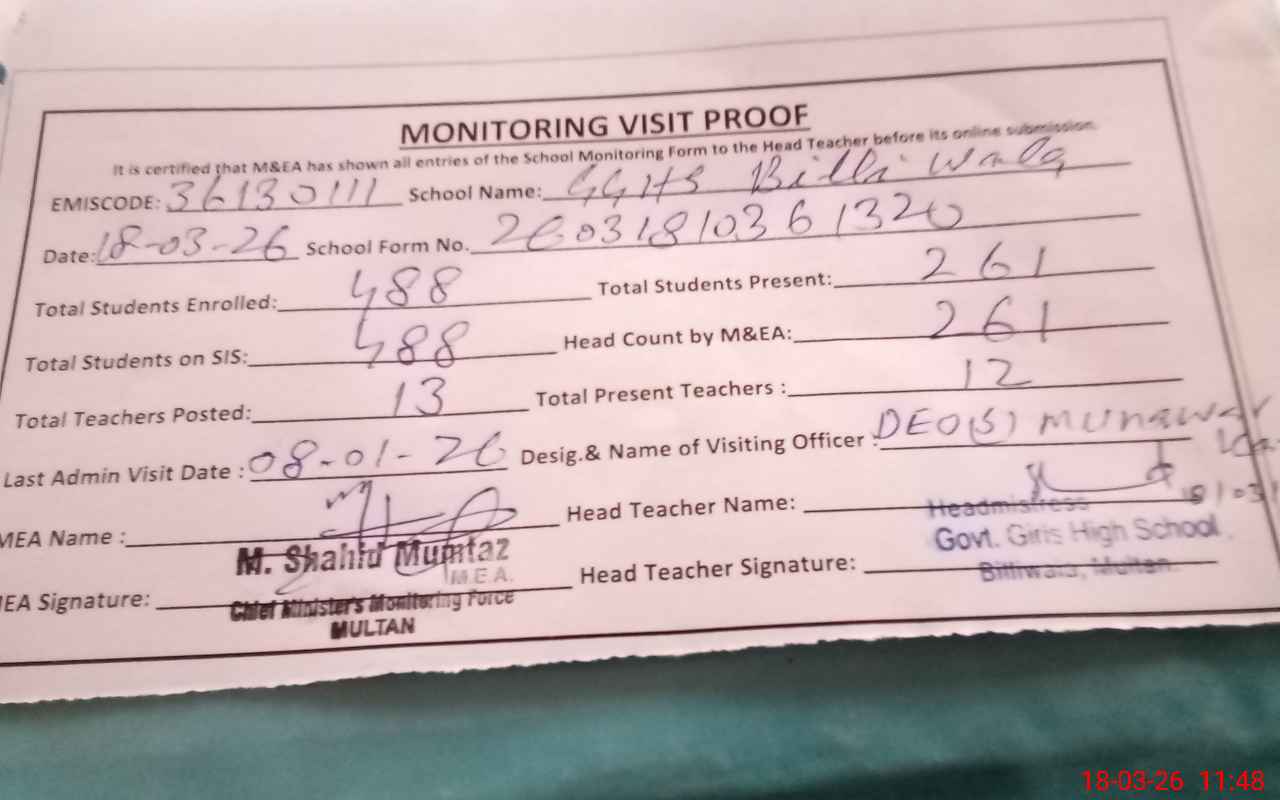 MONITORING VISIT PROOF
It is certified that M&EA has shown all entries of the School Monitoring Form to the Head Teacher before its online submission.
EMISCODE: 36130111 School Name: GGHS Billi Wala
Date: 18-03-26 School Form No. 26031810361320
Total Students Enrolled: 488 Total Students Present: 261
Total Students on SIS: 488 Head Count by M&EA: 261
Total Teachers Posted: 13 Total Present Teachers : 12
Last Admin Visit Date : 08-01-26 Desig.& Name of Visiting Officer : DEO(S) Munawar
MEA Name : Head Teacher Name:
Headmistress
M. Shahid Mumtaz Govt. Girls High School
M.E.A.
MEA Signature: Head Teacher Signature:
Billiwala, Multan.
Chief Minister's Monitoring Force
MULTAN
18-03-26 11:48